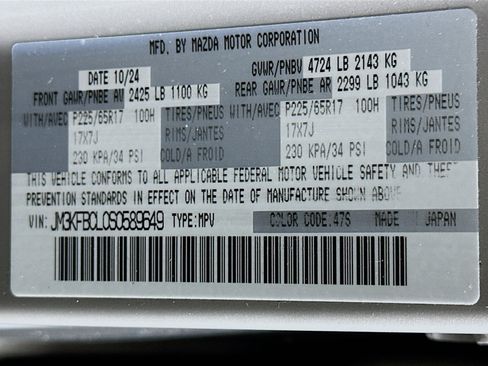 MFD. BY MAZDA MOTOR CORPORATION
DATE 10/24 GVWR/PNBV 4724 LB 2143 KG
FRONT GAWR/PNBE AV 2425 LB 1100 KG REAR GAWR/PNBE AR 2299 LB 1043 KG
WITH/AVEC P225/65R17 100H TIRES/PNEUS WITH/AVEC P225/65R17 100H TIRES/PNEUS
17X7J RIMS/JANTES 17X7J RIMS/JANTES
230 KPA/34 PSI COLD/A FROID 230 KPA/34 PSI COLD/A FROID
THIS VEHICLE CONFORMS TO ALL APPLICABLE FEDERAL MOTOR VEHICLE SAFETY AND THEFT
PREVENTION STANDARDS IN EFFECT ON THE DATE OF MANUFACTURE SHOWN ABOVE.
VIN: JM3KFBCL0S0589649 TYPE:MPV COLOR CODE:47S MADE JAPAN